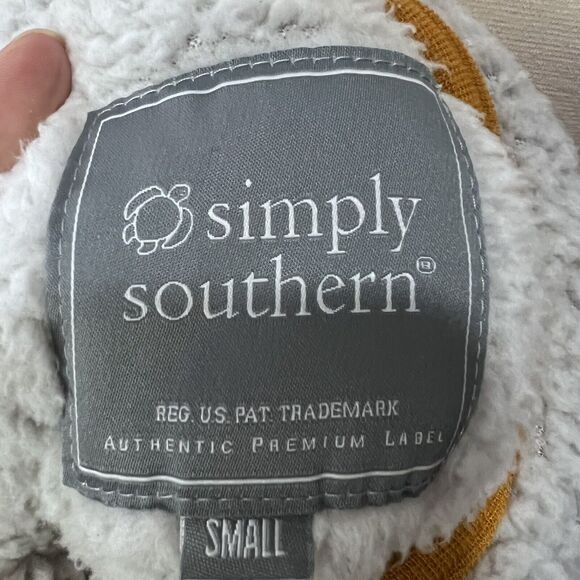 simply
southern®
REG. U.S. PAT. TRADEMARK
AUTHENTIC PREMIUM LABEL
SMALL